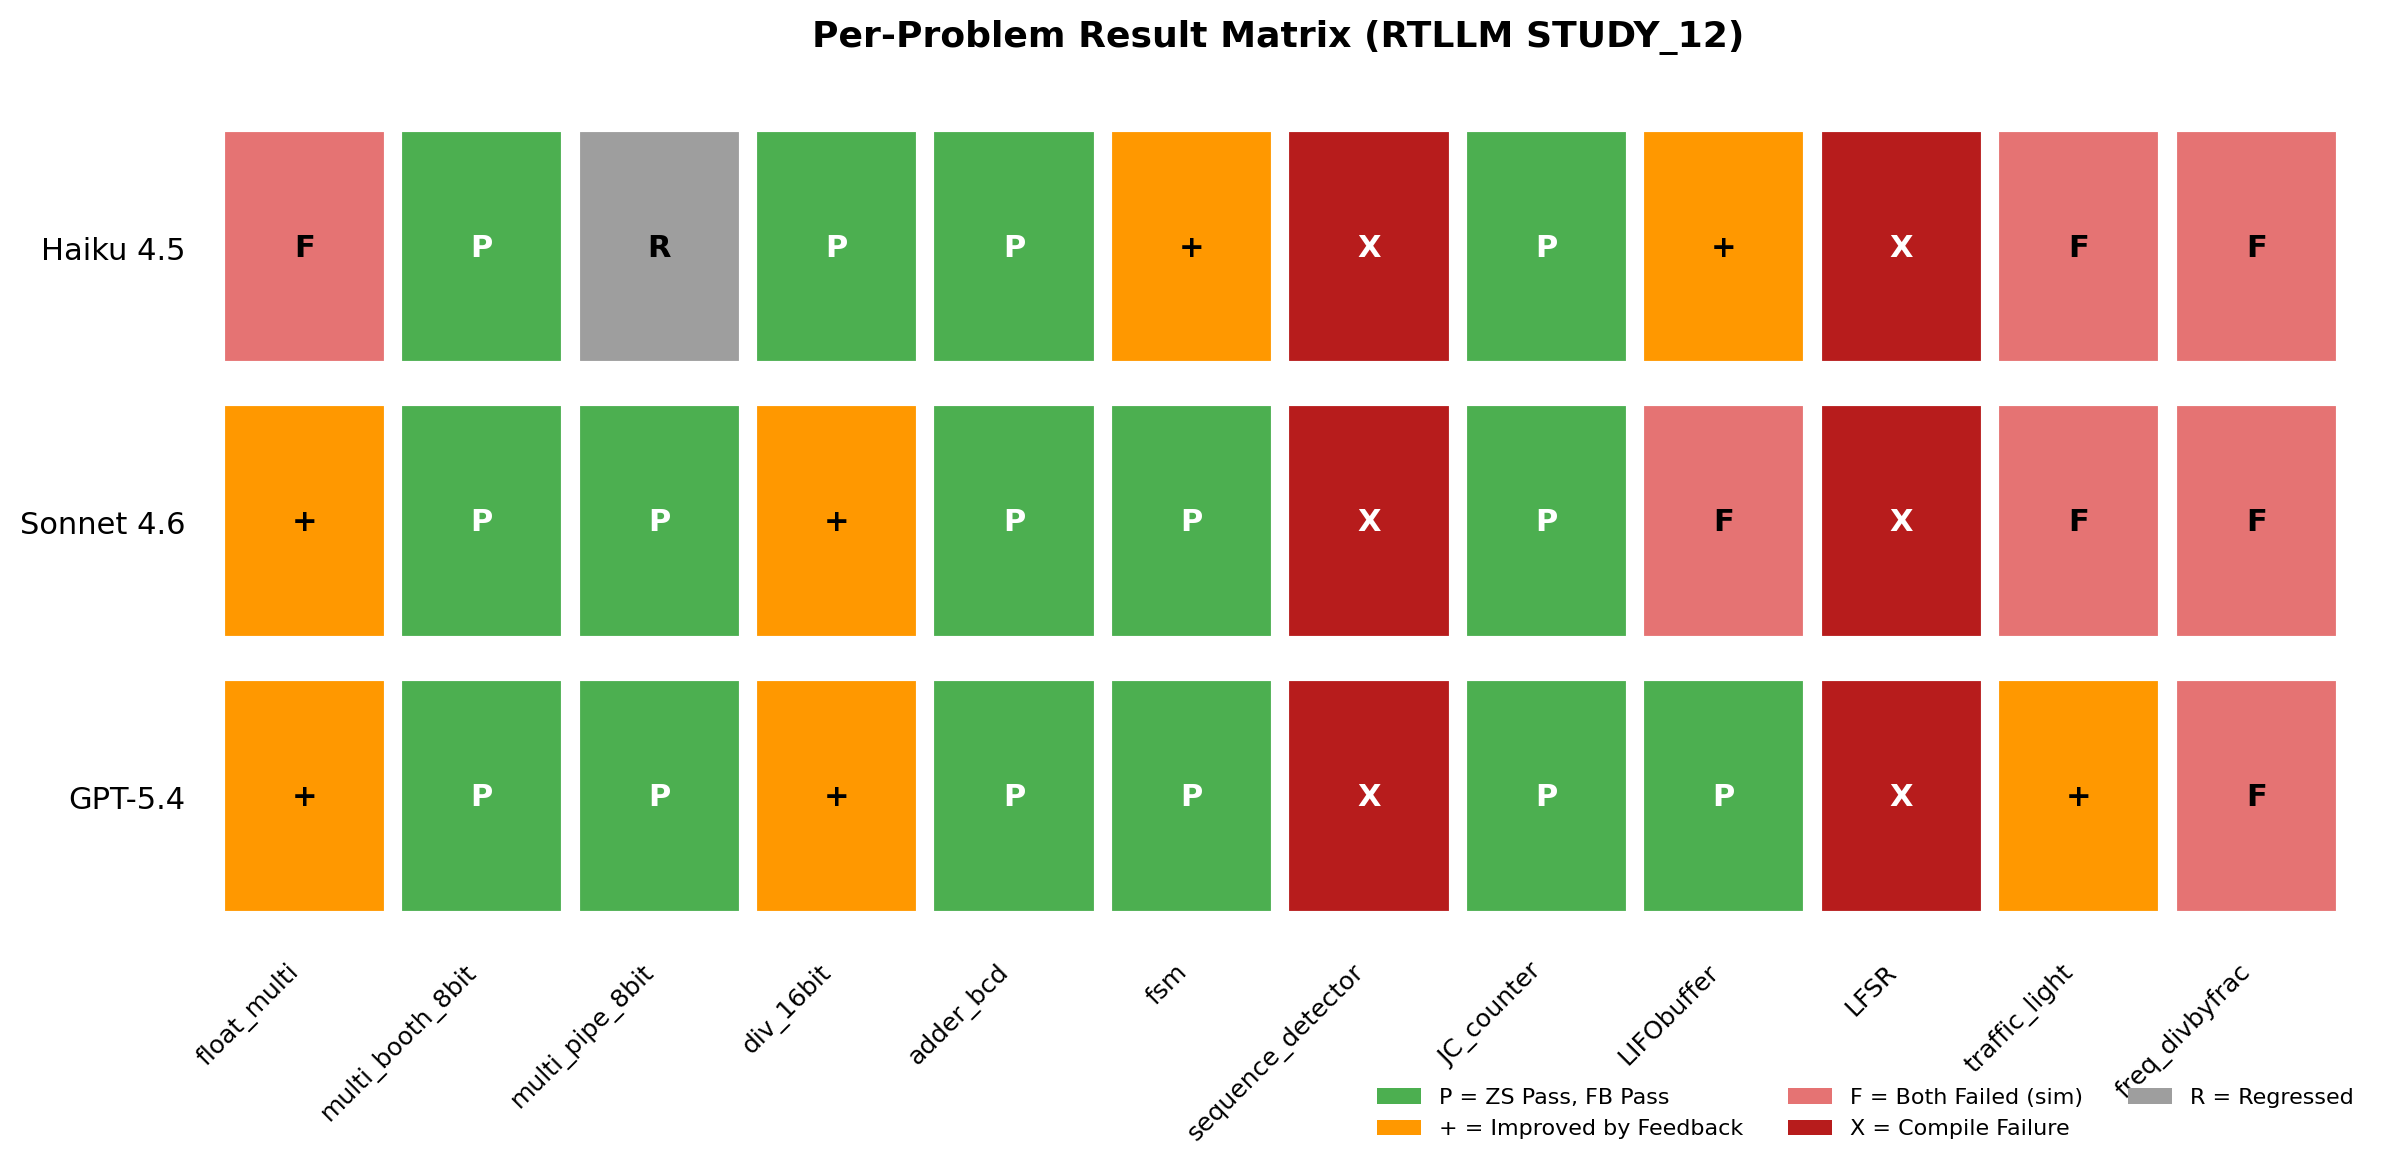 Per-Problem Result Matrix (RTLLM STUDY_12)
Haiku 4.5 F P R P P + X P + X F F
Sonnet 4.6 + P P + P P X P F X F F
GPT-5.4 + P P + P P X P P X + F
float_multi multi_booth_8bit multi_pipe_8bit div_16bit adder_bcd fsm sequence_detector JC_counter LIFObuffer LFSR traffic_light freq_divbyfrac
P = ZS Pass, FB Pass F = Both Failed (sim) R = Regressed
+ = Improved by Feedback X = Compile Failure